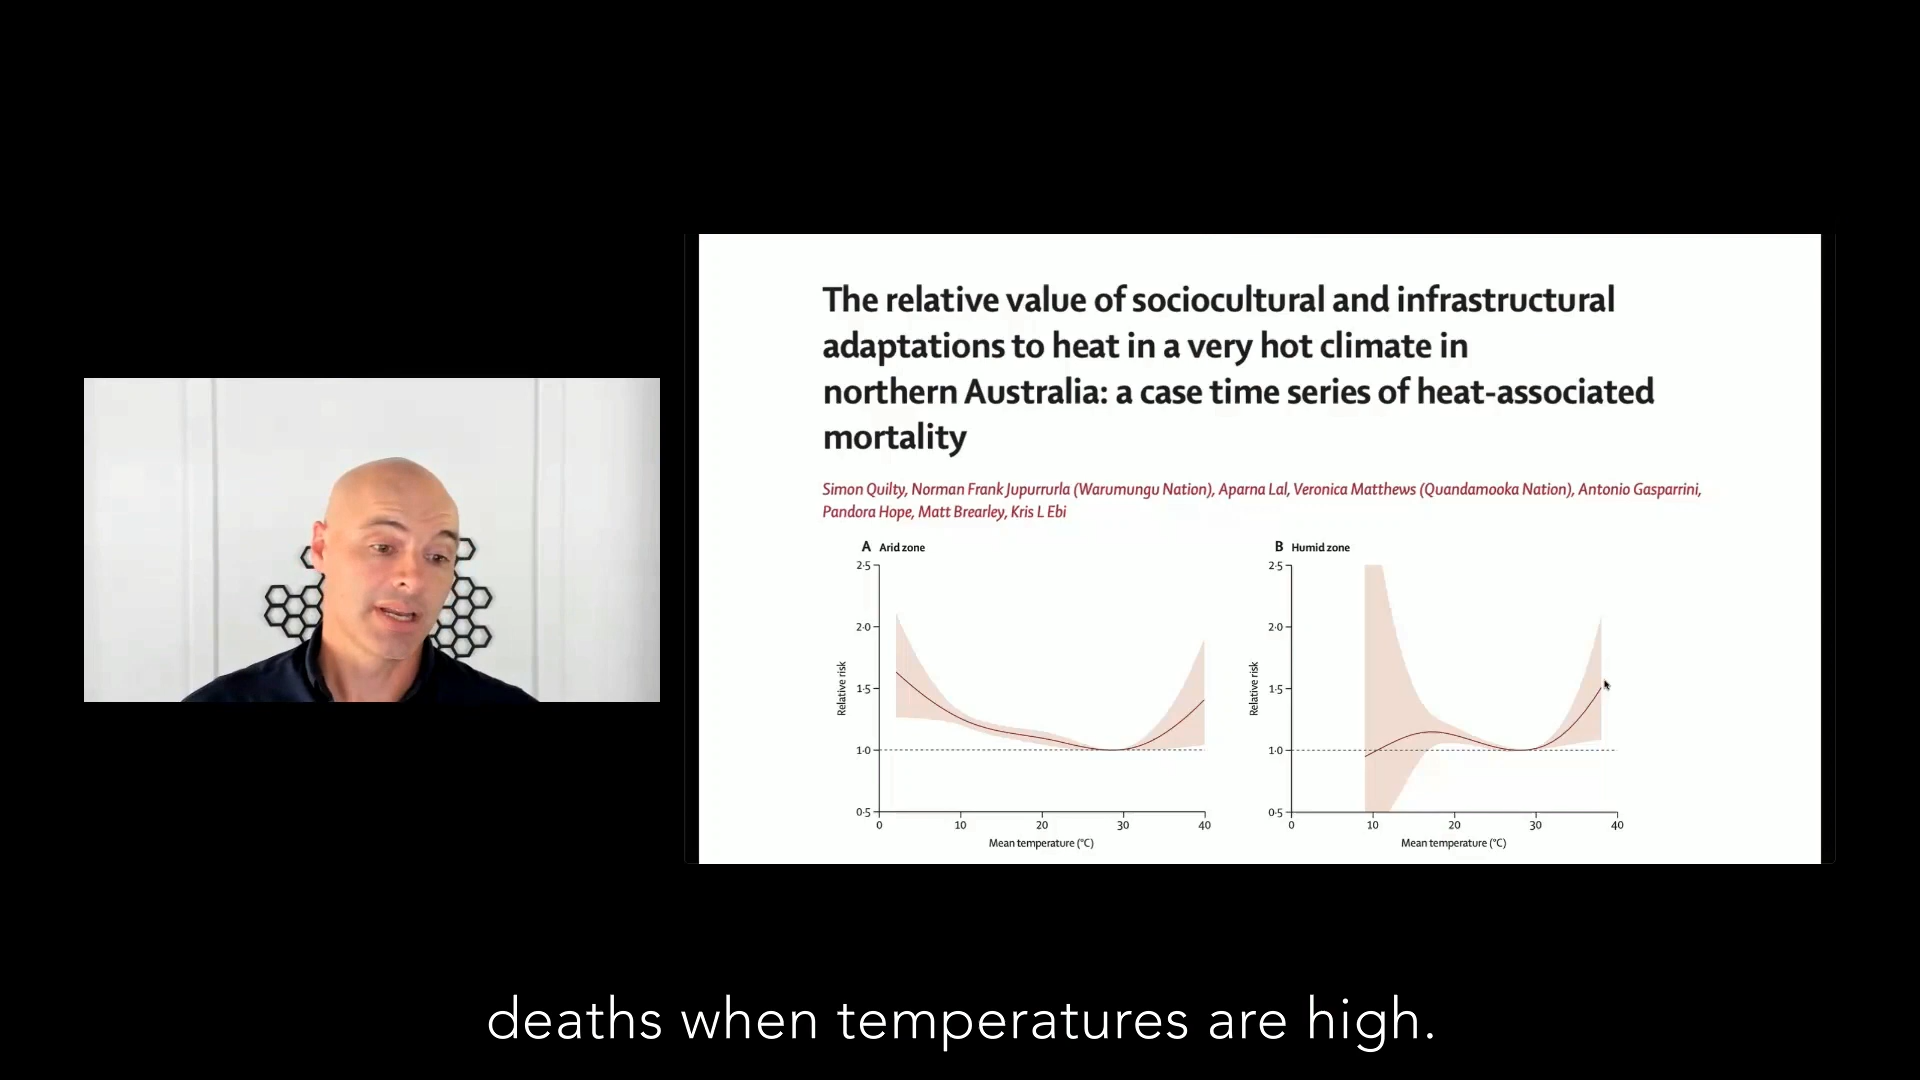 The relative value of sociocultural and infrastructural
adaptations to heat in a very hot climate in
northern Australia: a case time series of heat-associated
mortality
Simon Quilty, Norman Frank Jupurrurla (Warumungu Nation), Aparna Lal, Veronica Matthews (Quandamooka Nation), Antonio Gasparrini,
Pandora Hope, Matt Brearley, Kris L Ebi
A Arid zone
2·5
2·0
1·5
1·0
0·5
Relative risk
0 10 20 30 40
Mean temperature (°C)
B Humid zone
2·5
2·0
1·5
1·0
0·5
Relative risk
0 10 20 30 40
Mean temperature (°C)
deaths when temperatures are high.